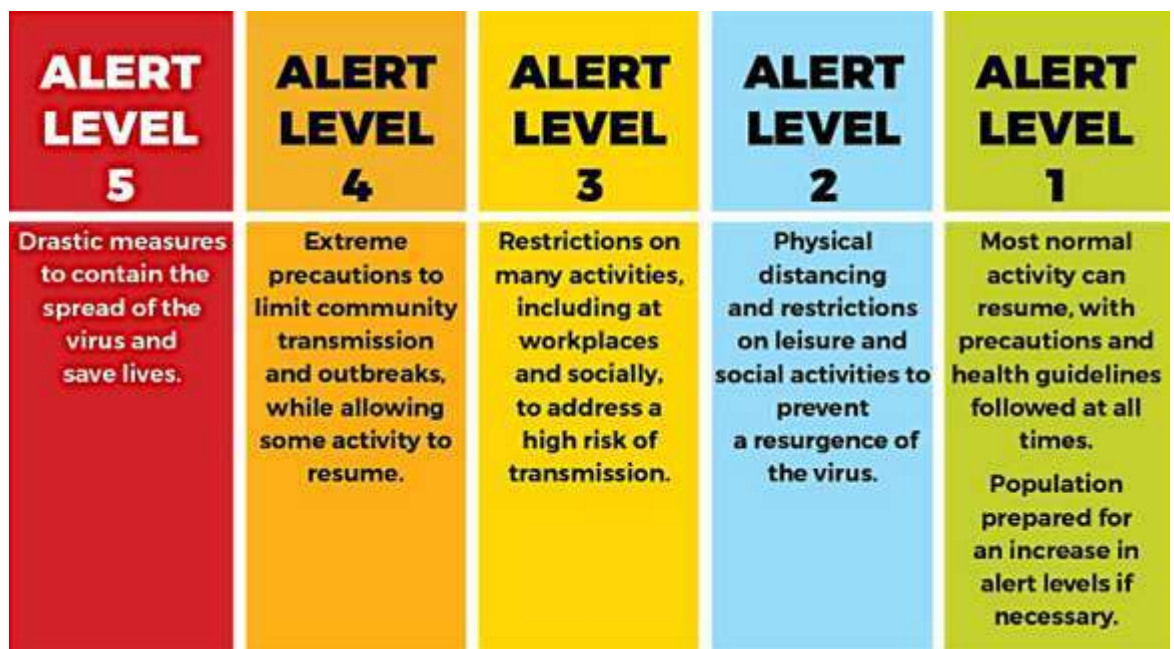 ALERT
LEVEL
5
Drastic measures
to contain the
spread of the
virus and
save lives.
ALERT
LEVEL
4
Extreme
precautions to
limit community
transmission
and outbreaks,
while allowing
some activity to
resume.
ALERT
LEVEL
3
Restrictions on
many activities,
including at
workplaces
and socially,
to address a
high risk of
transmission.
ALERT
LEVEL
2
Physical
distancing
and restrictions
on leisure and
social activities to
prevent
a resurgence of
the virus.
ALERT
LEVEL
1
Most normal
activity can
resume, with
precautions and
health guidelines
followed at all
times.
Population
prepared for
an increase in
alert levels if
necessary.